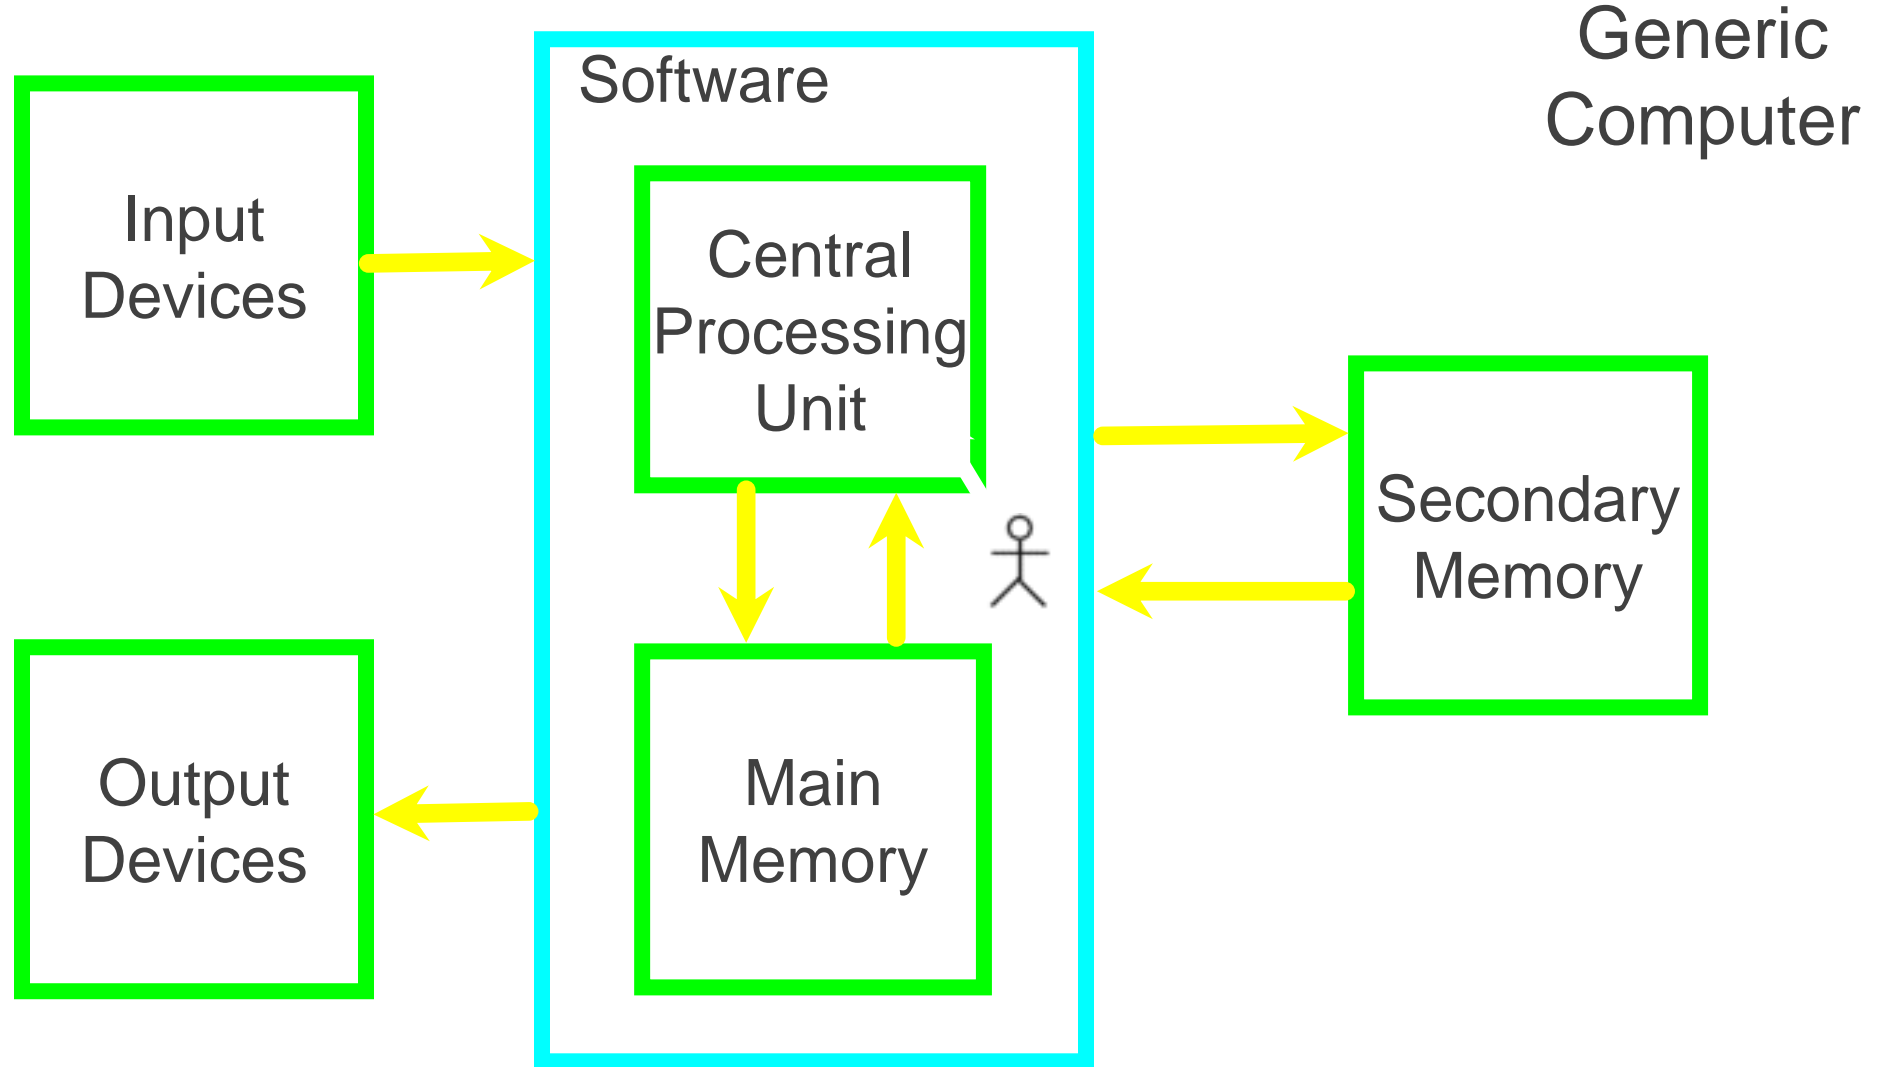 Generic
Computer
Software
Input
Devices
Central
Processing
Unit
Secondary
Memory
Output
Devices
Main
Memory